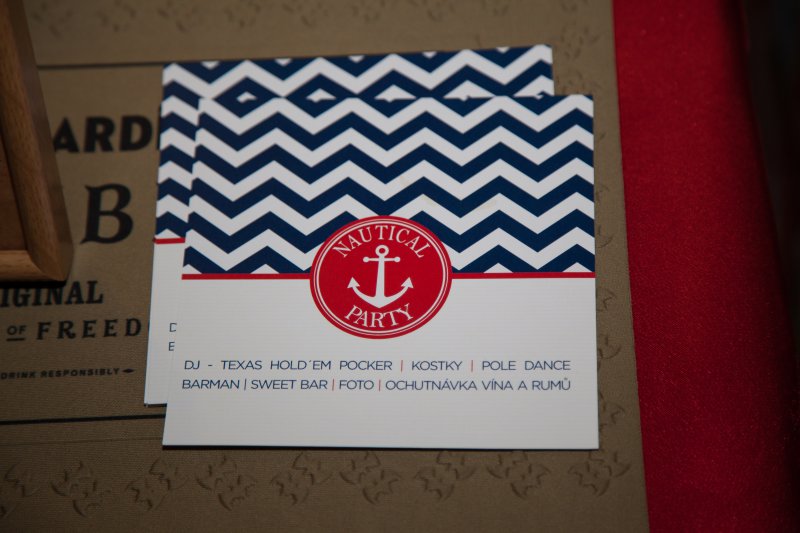 ARD
B
NAUTICAL
PARTY
IGINAL
OF FREED
DRINK RESPONSIBLY
D
E
DJ - TEXAS HOLD´EM POCKER | KOSTKY | POLE DANCE
BARMAN | SWEET BAR | FOTO | OCHUTNÁVKA VÍNA A RUMŮ